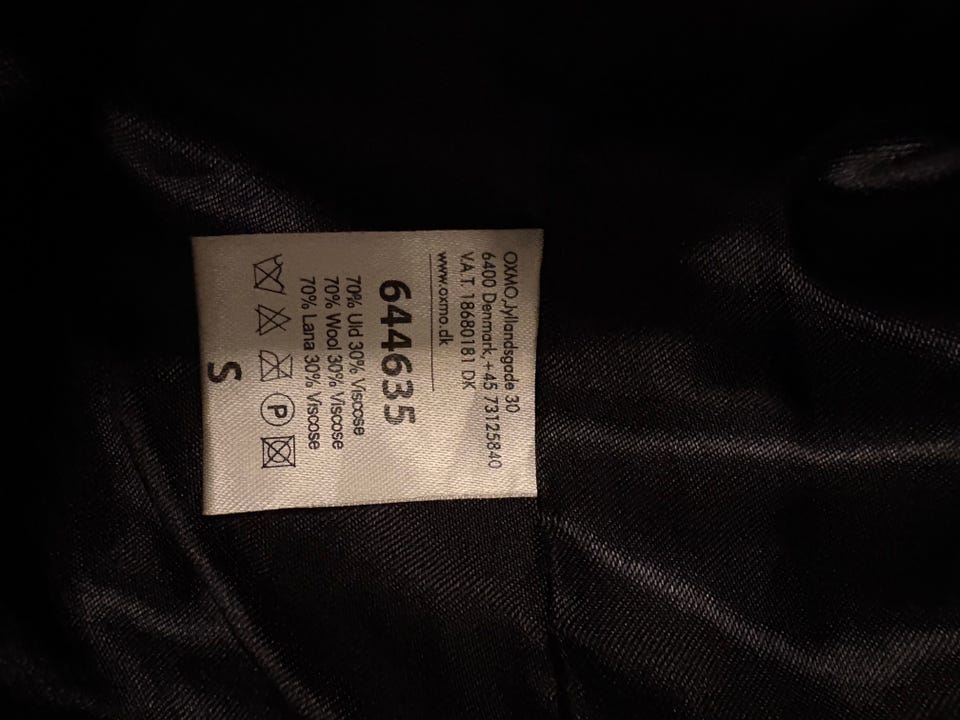 OXMO, Jyllandsgade 30
6400 Denmark, +45 73125840
V.A.T. 18680181 DK
www.oxmo.dk
644635
70% Uld 30% Viscose
70% Wool 30% Viscose
70% Lana 30% Viscose
P
S